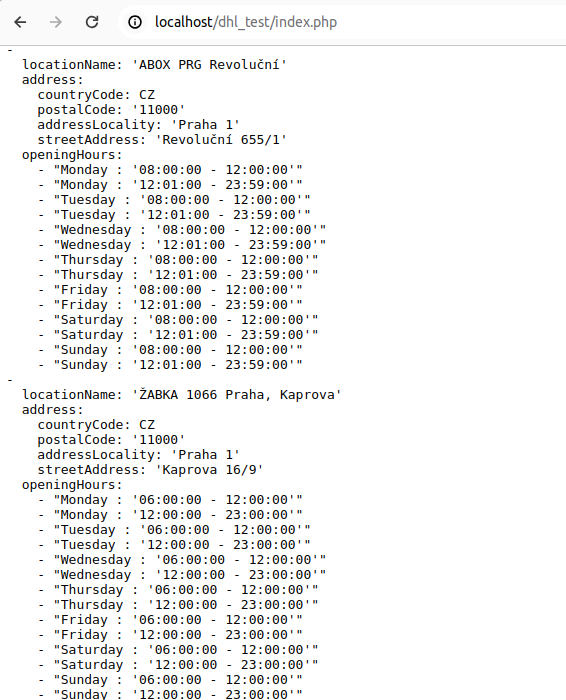 localhost/dhl_test/index.php
-
locationName: 'ABOX PRG Revoluční'
address:
countryCode: CZ
postalCode: '11000'
addressLocality: 'Praha 1'
streetAddress: 'Revoluční 655/1'
openingHours:
- "Monday : '08:00:00 - 12:00:00'"
- "Monday : '12:01:00 - 23:59:00'"
- "Tuesday : '08:00:00 - 12:00:00'"
- "Tuesday : '12:01:00 - 23:59:00'"
- "Wednesday : '08:00:00 - 12:00:00'"
- "Wednesday : '12:01:00 - 23:59:00'"
- "Thursday : '08:00:00 - 12:00:00'"
- "Thursday : '12:01:00 - 23:59:00'"
- "Friday : '08:00:00 - 12:00:00'"
- "Friday : '12:01:00 - 23:59:00'"
- "Saturday : '08:00:00 - 12:00:00'"
- "Saturday : '12:01:00 - 23:59:00'"
- "Sunday : '08:00:00 - 12:00:00'"
- "Sunday : '12:01:00 - 23:59:00'"
-
locationName: 'ŽABKA 1066 Praha, Kaprova'
address:
countryCode: CZ
postalCode: '11000'
addressLocality: 'Praha 1'
streetAddress: 'Kaprova 16/9'
openingHours:
- "Monday : '06:00:00 - 12:00:00'"
- "Monday : '12:00:00 - 23:00:00'"
- "Tuesday : '06:00:00 - 12:00:00'"
- "Tuesday : '12:00:00 - 23:00:00'"
- "Wednesday : '06:00:00 - 12:00:00'"
- "Wednesday : '12:00:00 - 23:00:00'"
- "Thursday : '06:00:00 - 12:00:00'"
- "Thursday : '12:00:00 - 23:00:00'"
- "Friday : '06:00:00 - 12:00:00'"
- "Friday : '12:00:00 - 23:00:00'"
- "Saturday : '06:00:00 - 12:00:00'"
- "Saturday : '12:00:00 - 23:00:00'"
- "Sunday : '06:00:00 - 12:00:00'"
- "Sunday : '12:00:00 - 23:00:00'"